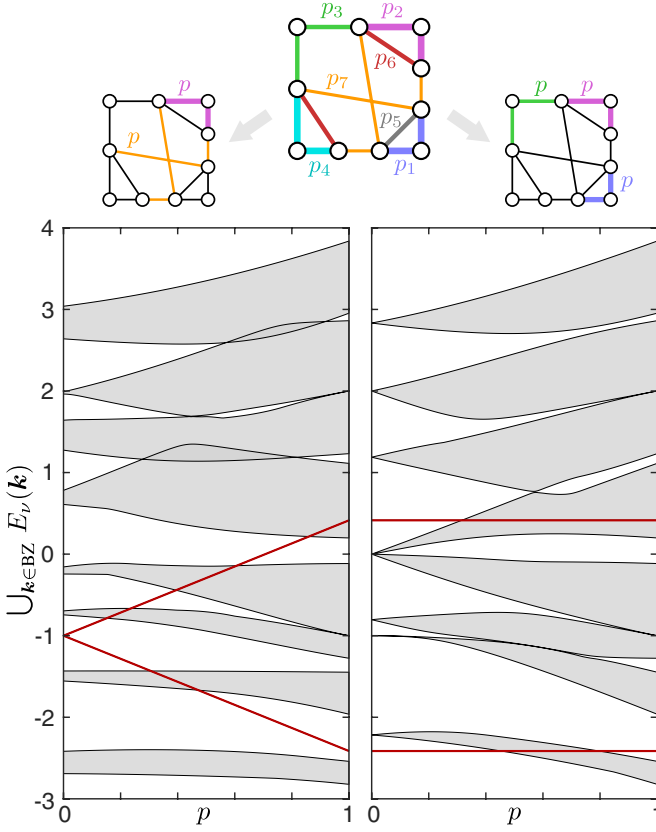 p₃ p₂
p₆
p p₇ p
p p₅ p
p₄ p₁
p
4
3
2
1
0
-1
-2
-3
⋃ₖ∈BZ Eᵥ(k)
0 p 1 0 p 1